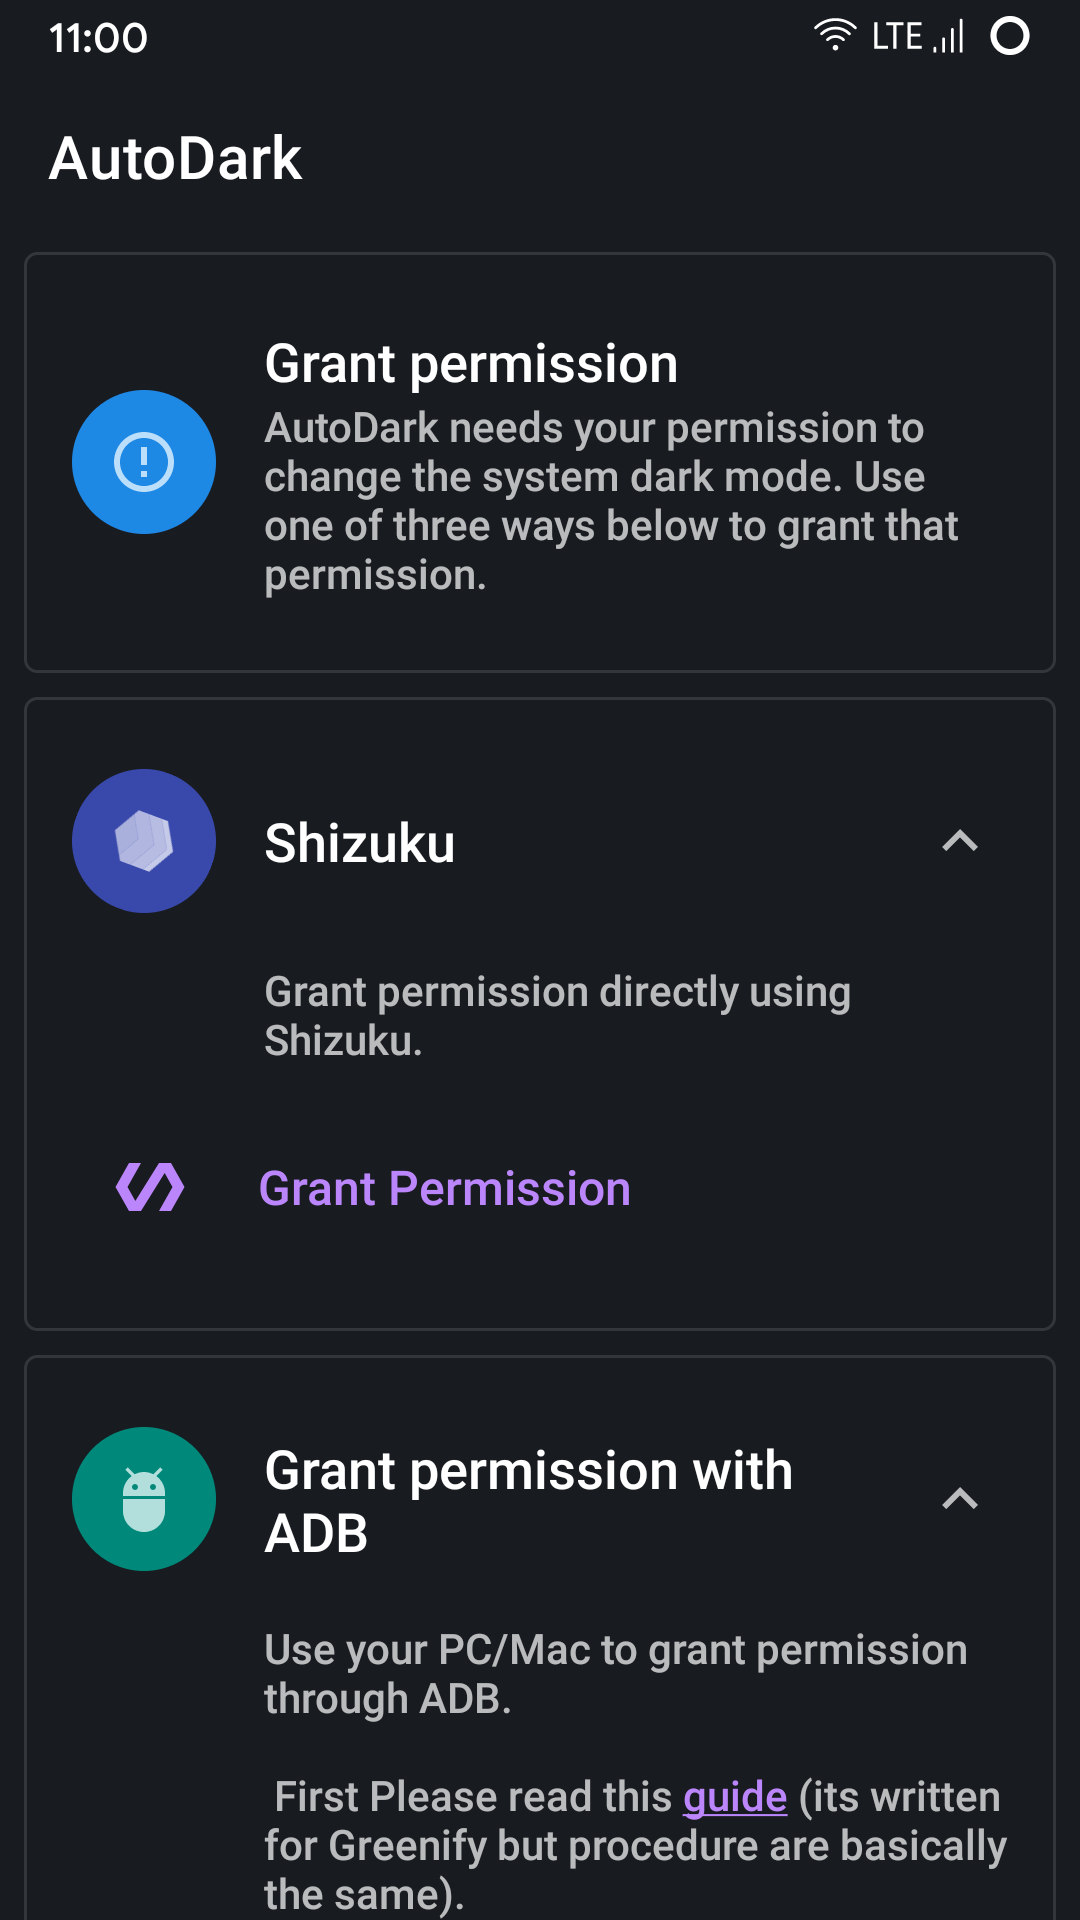 11:00
LTE
AutoDark
Grant permission
AutoDark needs your permission to
change the system dark mode. Use
one of three ways below to grant that
permission.
Shizuku
Grant permission directly using
Shizuku.
Grant Permission
Grant permission with
ADB
Use your PC/Mac to grant permission
through ADB.
First Please read this guide (its written
for Greenify but procedure are basically
the same).